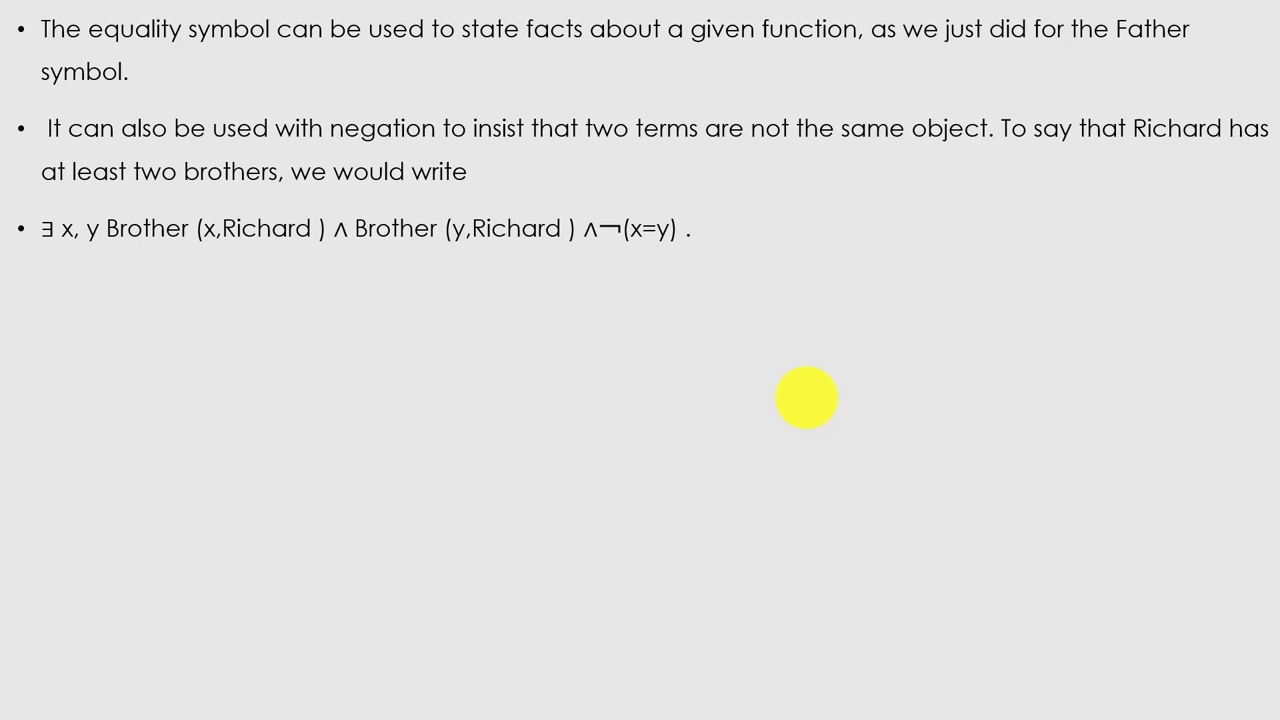 • The equality symbol can be used to state facts about a given function, as we just did for the Father
symbol.
• It can also be used with negation to insist that two terms are not the same object. To say that Richard has
at least two brothers, we would write
• ∃ x, y Brother (x,Richard ) ∧ Brother (y,Richard ) ∧¬(x=y) .